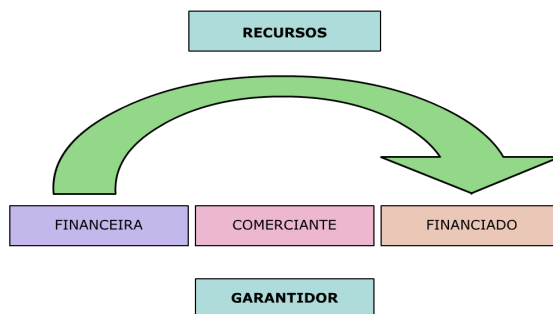 RECURSOS
FINANCEIRA
COMERCIANTE
FINANCIADO
GARANTIDOR